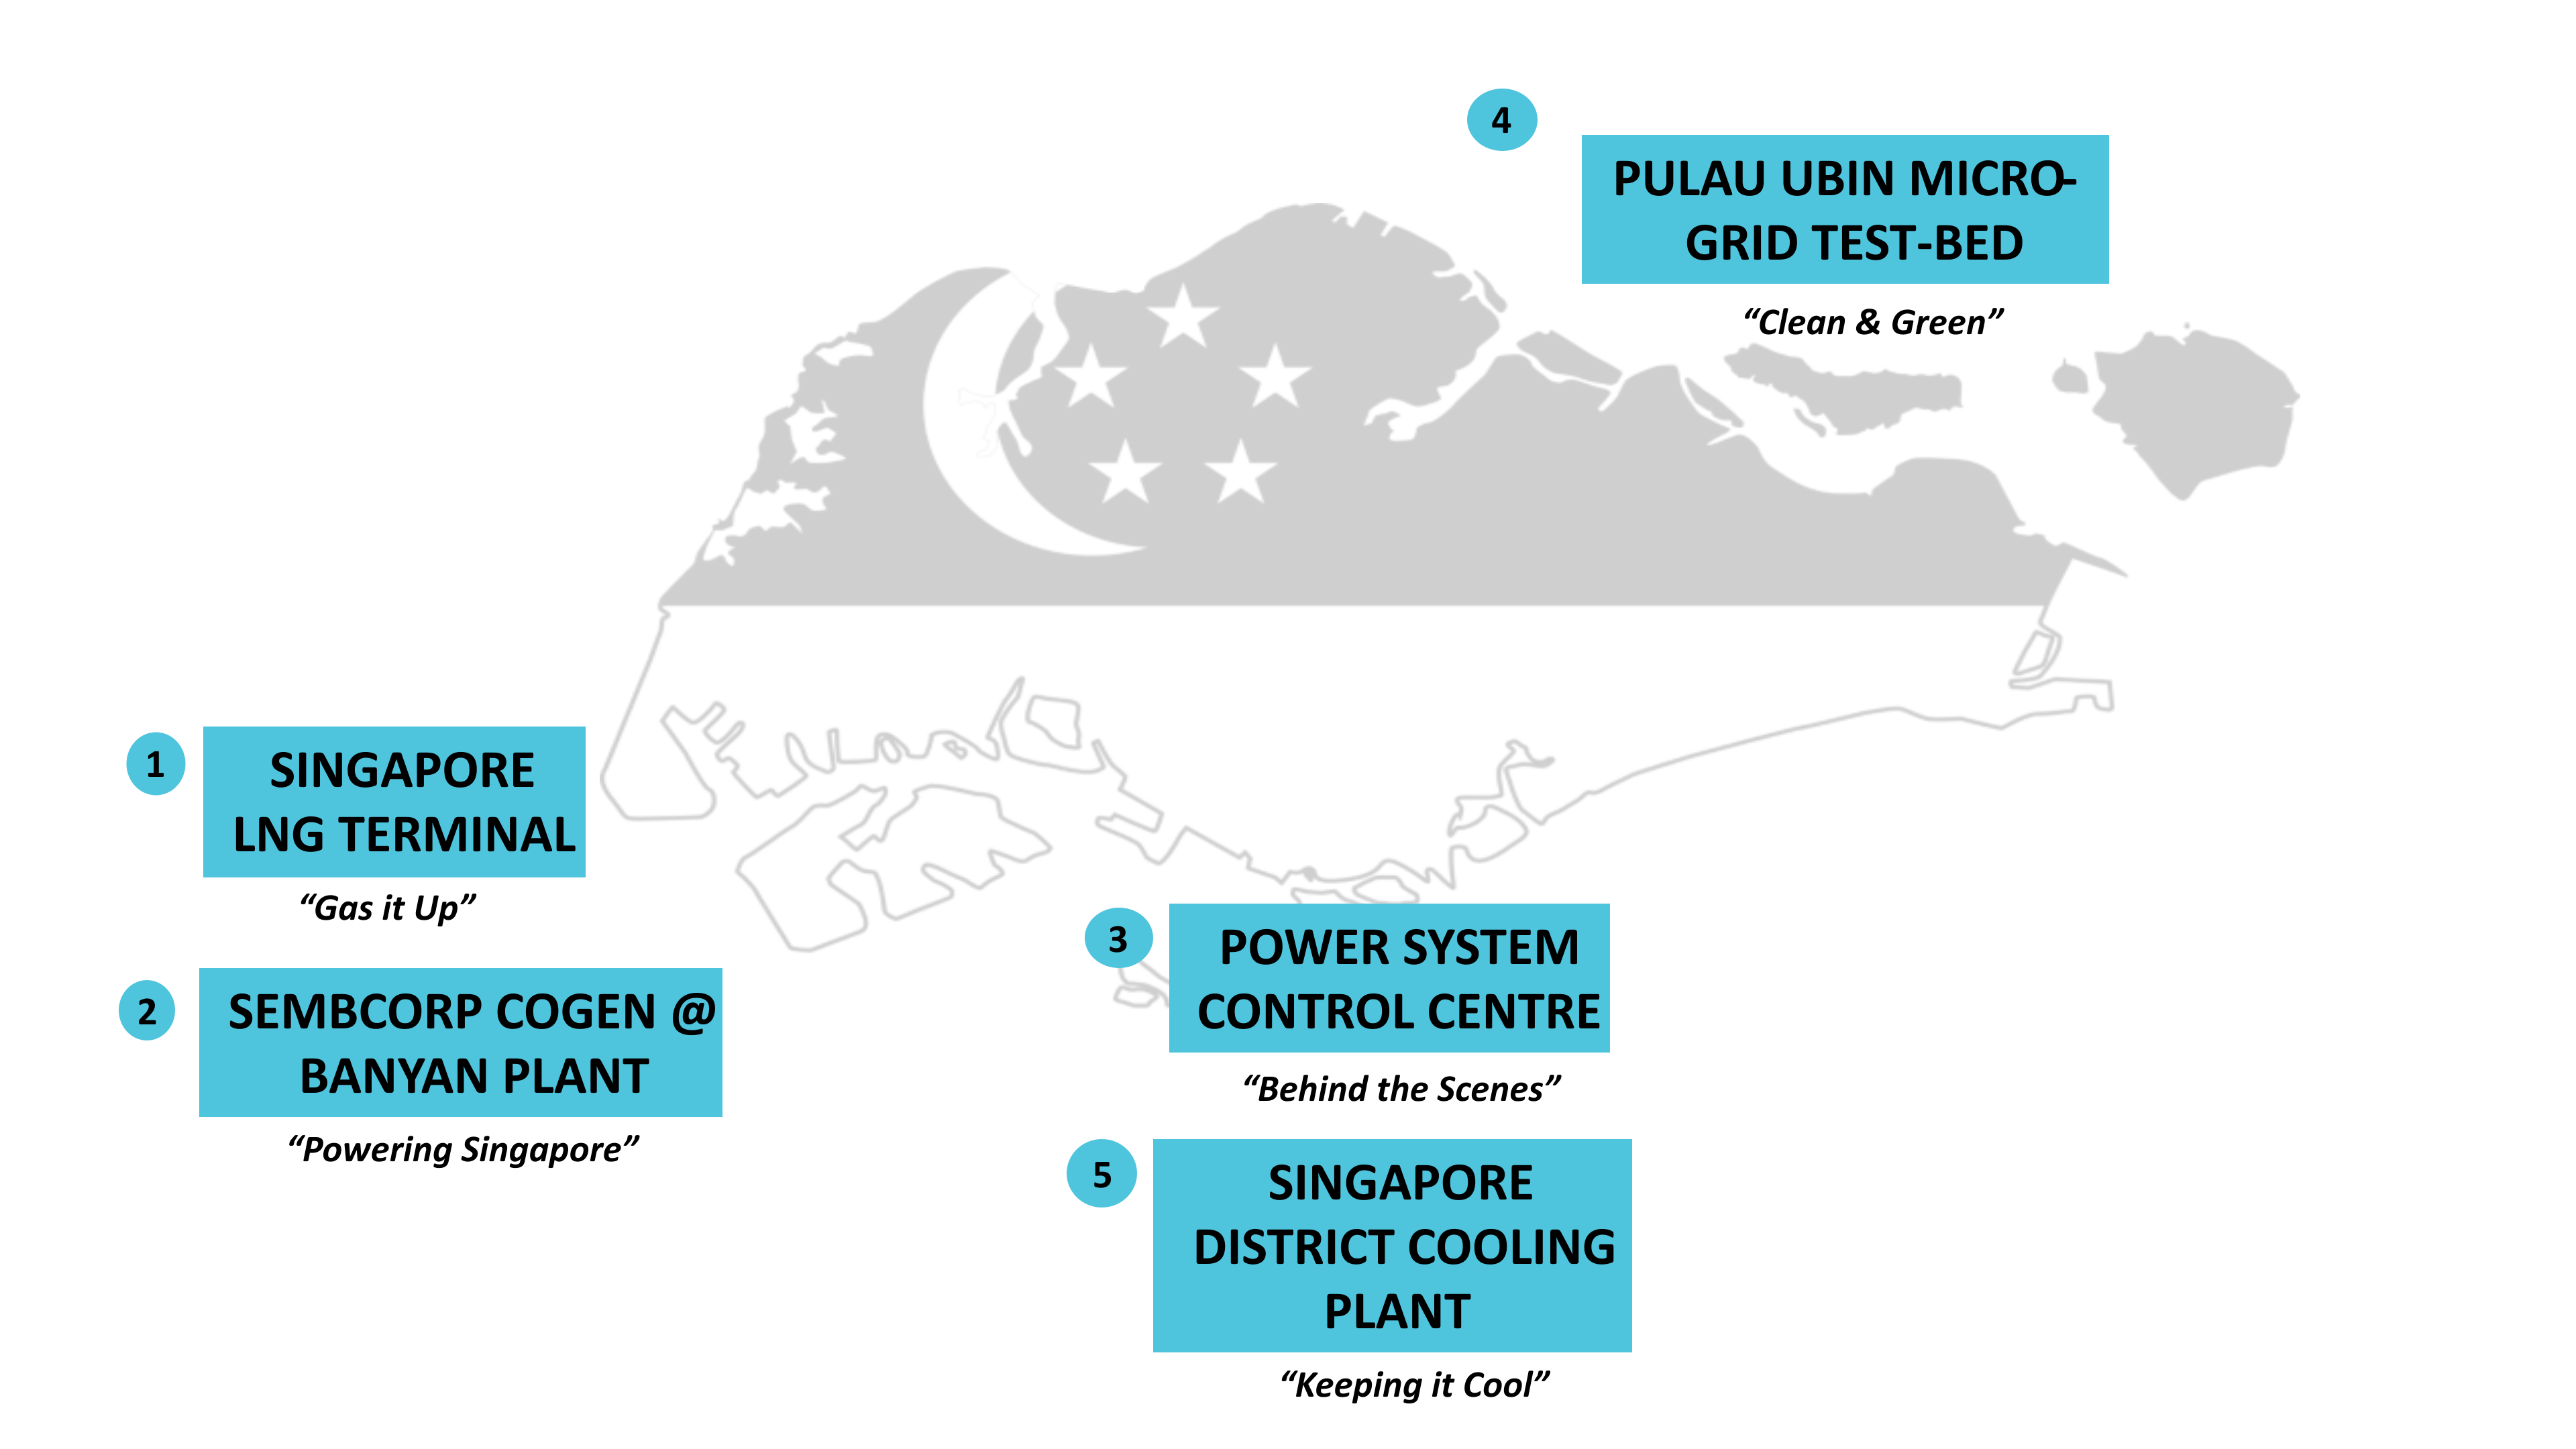 4
PULAU UBIN MICRO-
GRID TEST-BED
“Clean & Green”
1
SINGAPORE
LNG TERMINAL
“Gas it Up”
2
SEMBCORP COGEN @
BANYAN PLANT
“Powering Singapore”
3
POWER SYSTEM
CONTROL CENTRE
“Behind the Scenes”
5
SINGAPORE
DISTRICT COOLING
PLANT
“Keeping it Cool”